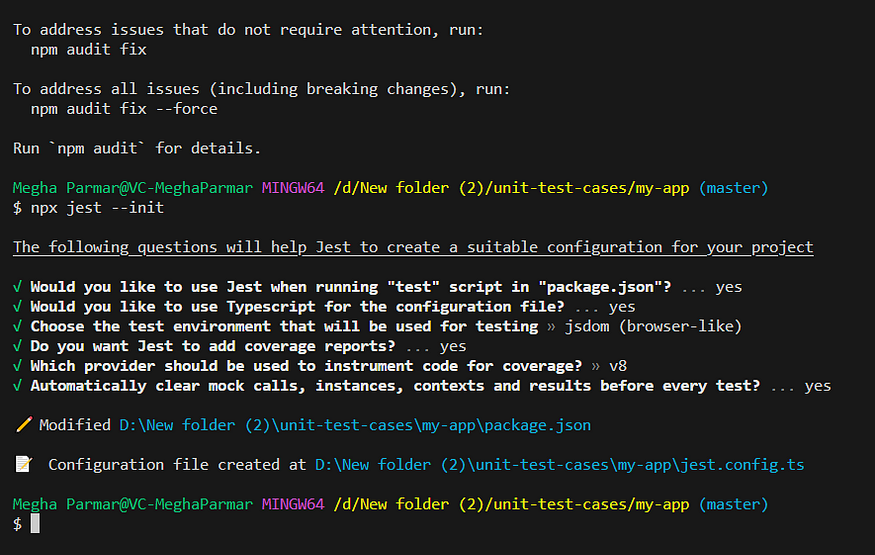 To address issues that do not require attention, run:
npm audit fix
To address all issues (including breaking changes), run:
npm audit fix --force
Run `npm audit` for details.
Megha Parmar@VC-MeghaParmar MINGW64 /d/New folder (2)/unit-test-cases/my-app (master)
$ npx jest --init
The following questions will help Jest to create a suitable configuration for your project
√ Would you like to use Jest when running "test" script in "package.json"? ... yes
√ Would you like to use Typescript for the configuration file? ... yes
√ Choose the test environment that will be used for testing » jsdom (browser-like)
√ Do you want Jest to add coverage reports? ... yes
√ Which provider should be used to instrument code for coverage? » v8
√ Automatically clear mock calls, instances, contexts and results before every test? ... yes
Modified D:\New folder (2)\unit-test-cases\my-app\package.json
Configuration file created at D:\New folder (2)\unit-test-cases\my-app\jest.config.ts
Megha Parmar@VC-MeghaParmar MINGW64 /d/New folder (2)/unit-test-cases/my-app (master)
$